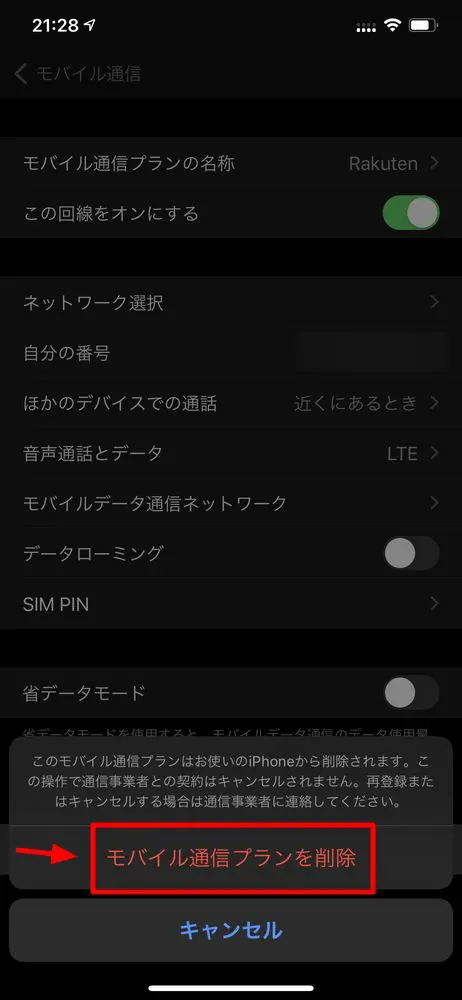 21:28
モバイル通信
モバイル通信プランの名称 Rakuten
この回線をオンにする
ネットワーク選択
自分の番号
ほかのデバイスでの通話 近くにあるとき
音声通話とデータ LTE
モバイルデータ通信ネットワーク
データローミング
SIM PIN
省データモード
省データモードを使用すると、モバイルデータ通信のデータ使用量
このモバイル通信プランはお使いのiPhoneから削除されます。こ
の操作で通信事業者との契約はキャンセルされません。再登録また
はキャンセルする場合は通信事業者に連絡してください。
モバイル通信プランを削除
キャンセル